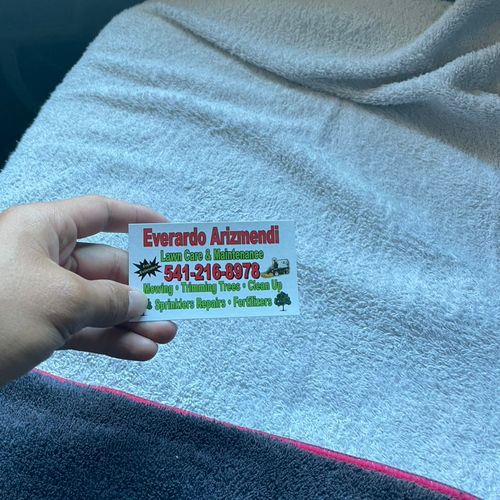 Everardo Arizmendi
Lawn Care & Maintenance
541-216-8978
Mowing • Trimming Trees • Clean Up
Sprinklers Repairs • Fertilizers